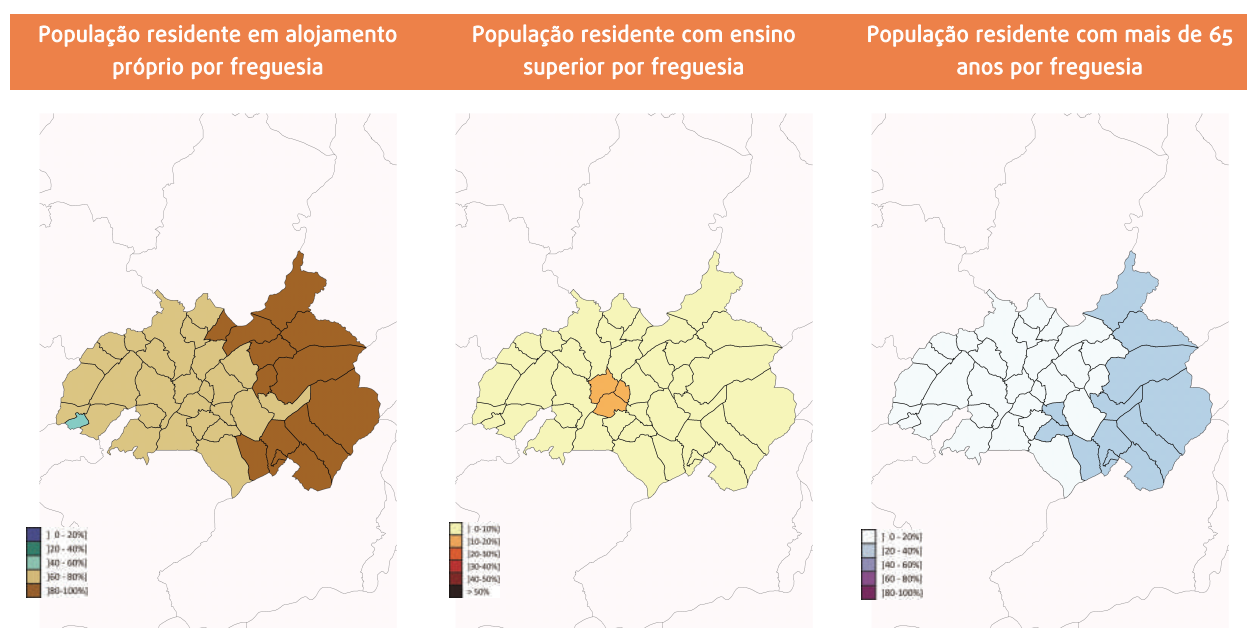 População residente em alojamento
próprio por freguesia
População residente com ensino
superior por freguesia
População residente com mais de 65
anos por freguesia
] 0 - 20%]
]20 - 40%]
]40 - 60%]
]60 - 80%]
]80-100%]
] 0-10%]
]10-20%]
]20-30%]
]30-40%]
]40-50%]
> 50%
] 0 - 20%]
]20 - 40%]
]40 - 60%]
]60 - 80%]
]80-100%]